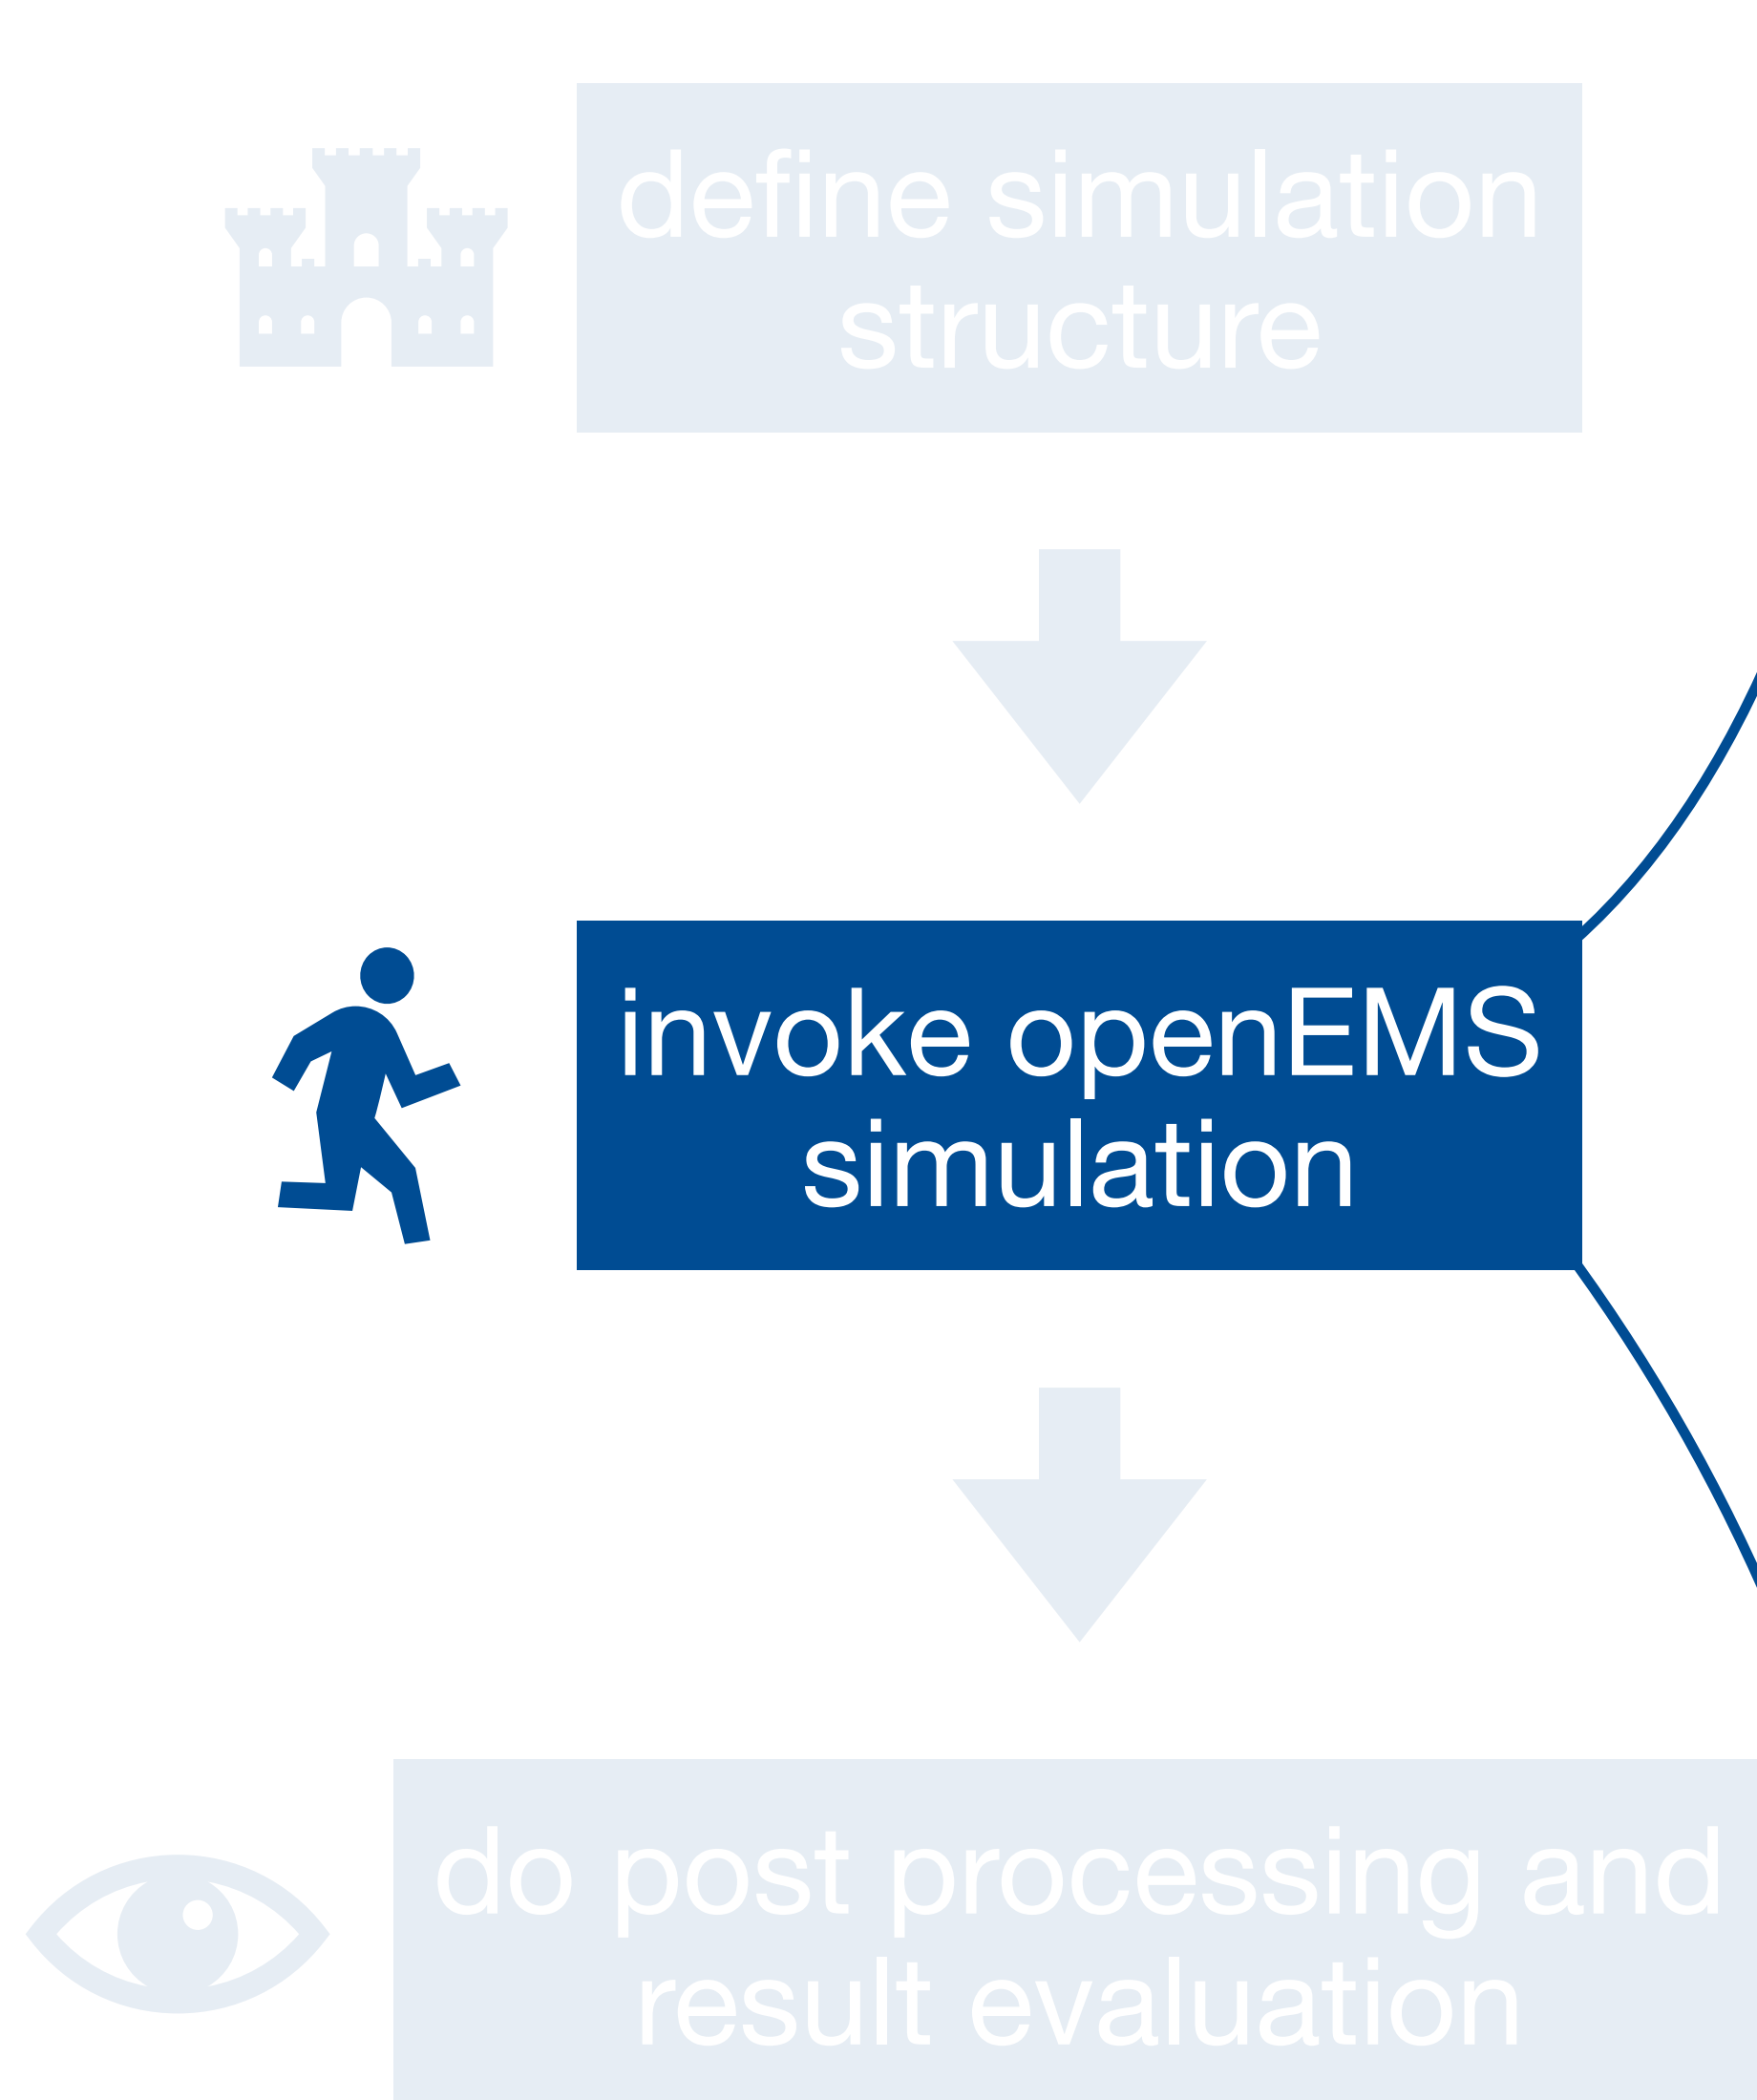 define simulation
structure
invoke openEMS
simulation
do post processing and
result evaluation